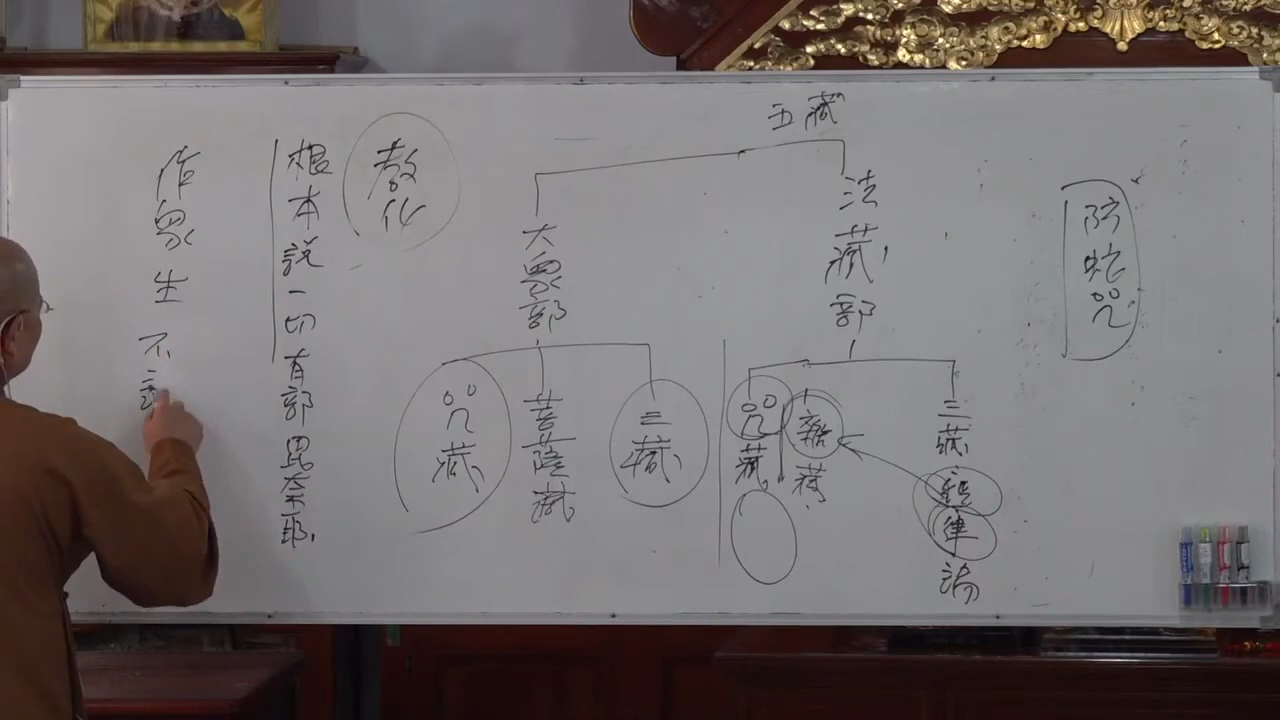 五藏
法藏部
大眾部
三藏
經
律
論
雜藏
咒藏
三藏
菩薩藏
咒藏
防蛇咒
教化
根本説一切有部毘奈耶
作眾生
不